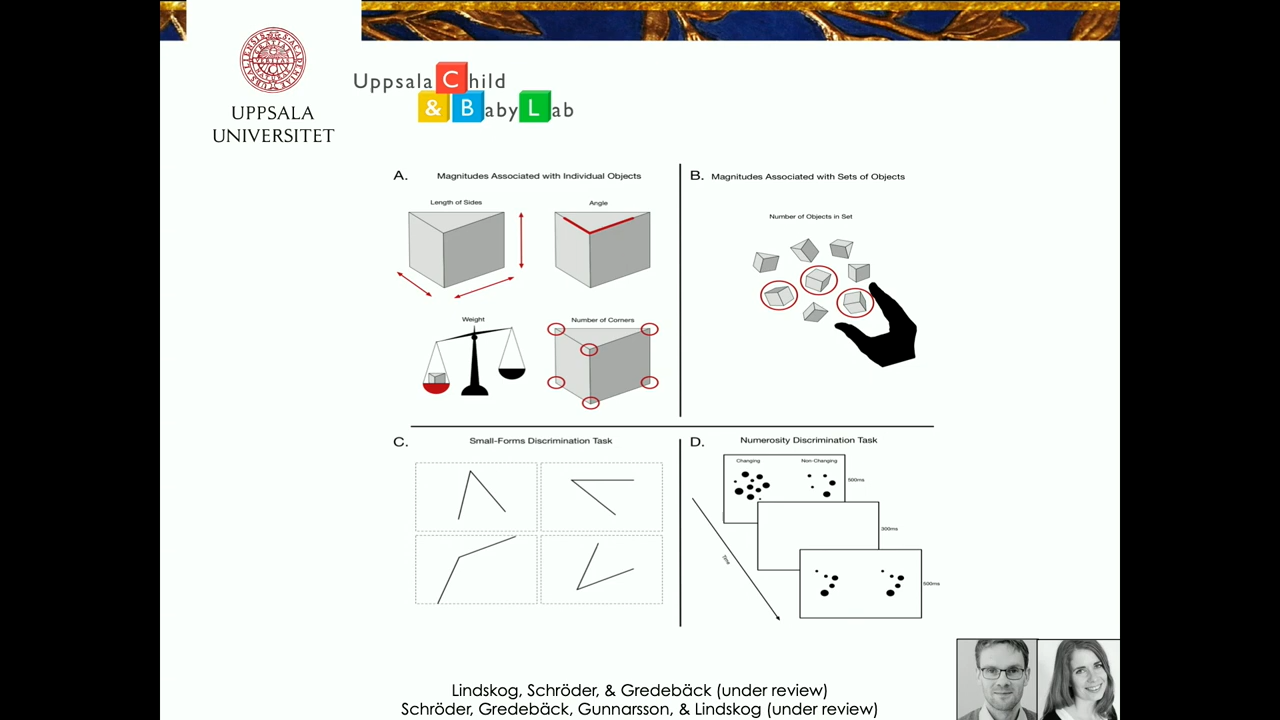 UPPSALA
UNIVERSITET
Uppsala Child
& Baby Lab
A. Magnitudes Associated with Individual Objects
Length of Sides
Angle
Weight
Number of Corners
B. Magnitudes Associated with Sets of Objects
Number of Objects in Set
C. Small-Forms Discrimination Task
D. Numerosity Discrimination Task
Changing
Non-Changing
500ms
300ms
500ms
Time
Lindskog, Schröder, & Gredebäck (under review)
Schröder, Gredebäck, Gunnarsson, & Lindskog (under review)